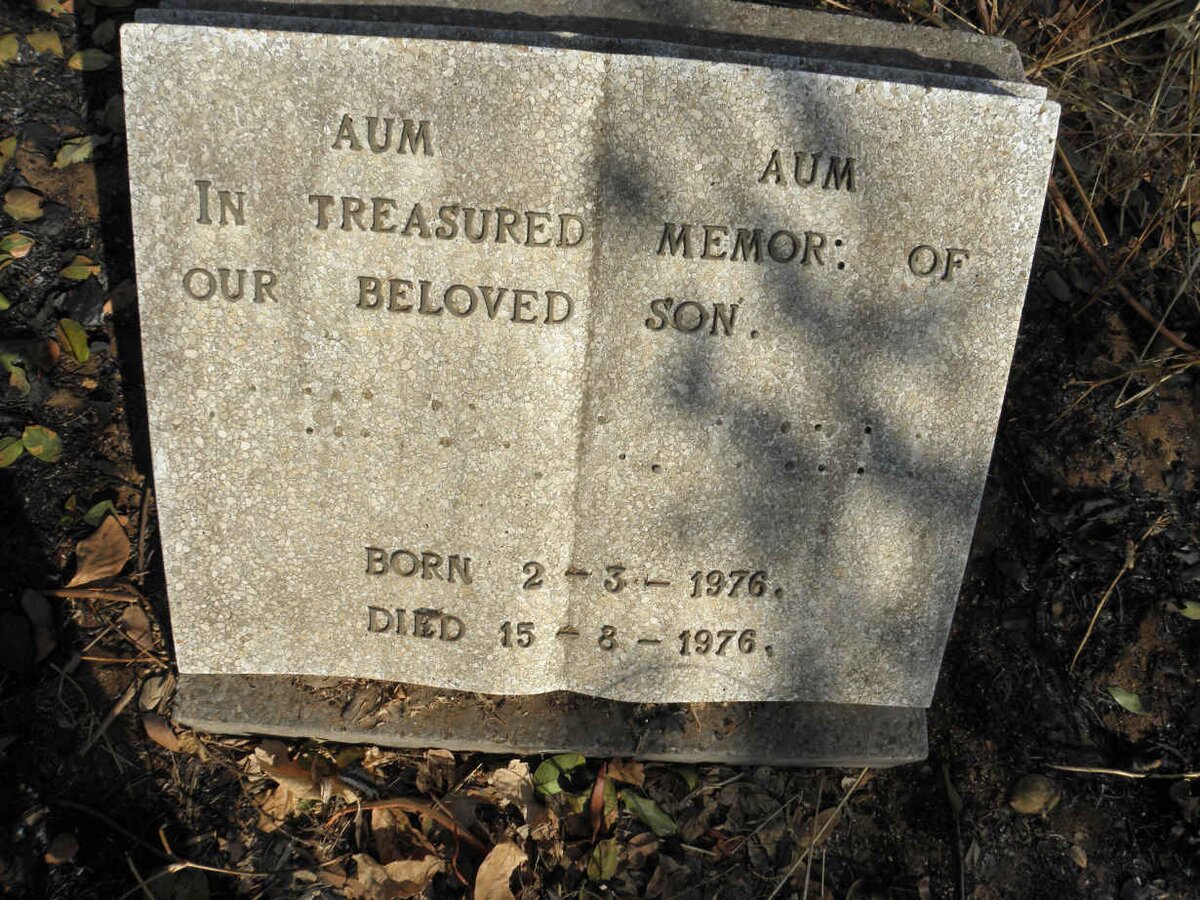 AUM AUM
IN TREASURED MEMOR: OF
OUR BELOVED SON.
BORN 2-3-1976.
DIED 15-8-1976.